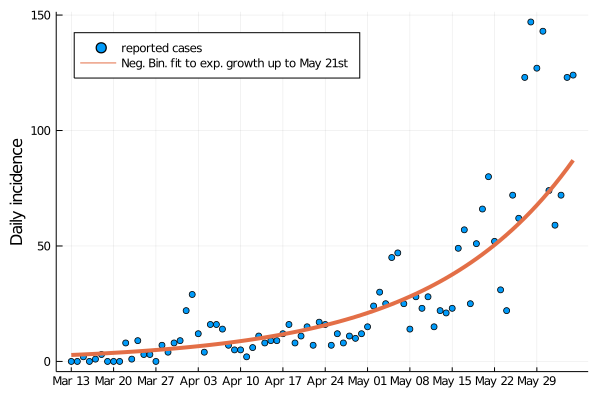 150
100
50
0
Daily incidence
reported cases
Neg. Bin. fit to exp. growth up to May 21st
Mar 13 Mar 20 Mar 27 Apr 03 Apr 10 Apr 17 Apr 24 May 01 May 08 May 15 May 22 May 29